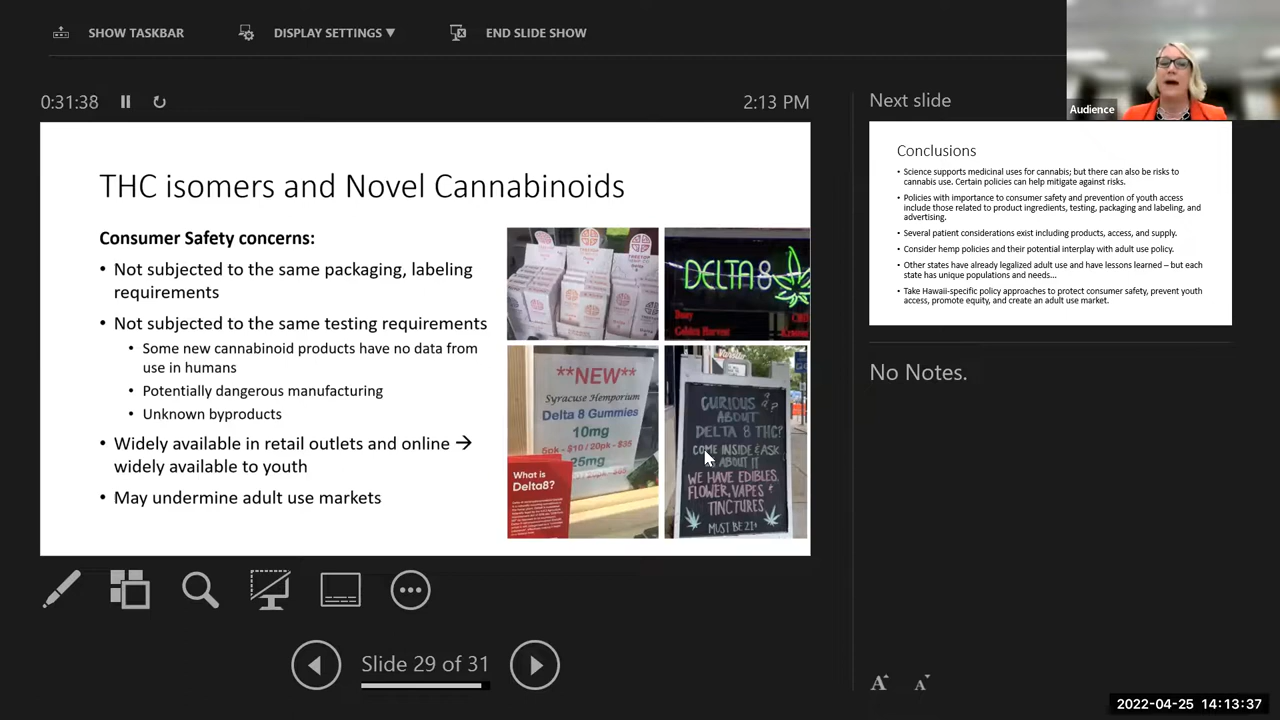 SHOW TASKBAR
DISPLAY SETTINGS ▼
END SLIDE SHOW
Audience
0:31:38
2:13 PM
Next slide
THC isomers and Novel Cannabinoids
Consumer Safety concerns:
• Not subjected to the same packaging, labeling
requirements
• Not subjected to the same testing requirements
• Some new cannabinoid products have no data from
use in humans
• Potentially dangerous manufacturing
• Unknown byproducts
• Widely available in retail outlets and online →
widely available to youth
• May undermine adult use markets
DELTA 8
Golden Harvest
**NEW**
Syracuse Hemporium
Delta 8 Gummies
10mg
5pk - $10 / 20pk - $35
25mg
What is
Delta8?
CURIOUS
ABOUT
DELTA 8 THC?
COME INSIDE & ASK
ABOUT IT
WE HAVE EDIBLES,
FLOWER, VAPES +
TINCTURES
MUST BE 21+
Conclusions
• Science supports medicinal uses for cannabis; but there can also be risks to
cannabis use. Certain policies can help mitigate against risks.
• Policies with importance to consumer safety and prevention of youth access
include those related to product ingredients, testing, packaging and labeling, and
advertising.
• Several patient considerations exist including products, access, and supply.
• Consider hemp policies and their potential interplay with adult use policy.
• Other states have already legalized adult use and have lessons learned – but each
state has unique populations and needs...
• Take Hawaii-specific policy approaches to protect consumer safety, prevent youth
access, promote equity, and create an adult use market.
No Notes.
Slide 29 of 31
A A
2022-04-25 14:13:37